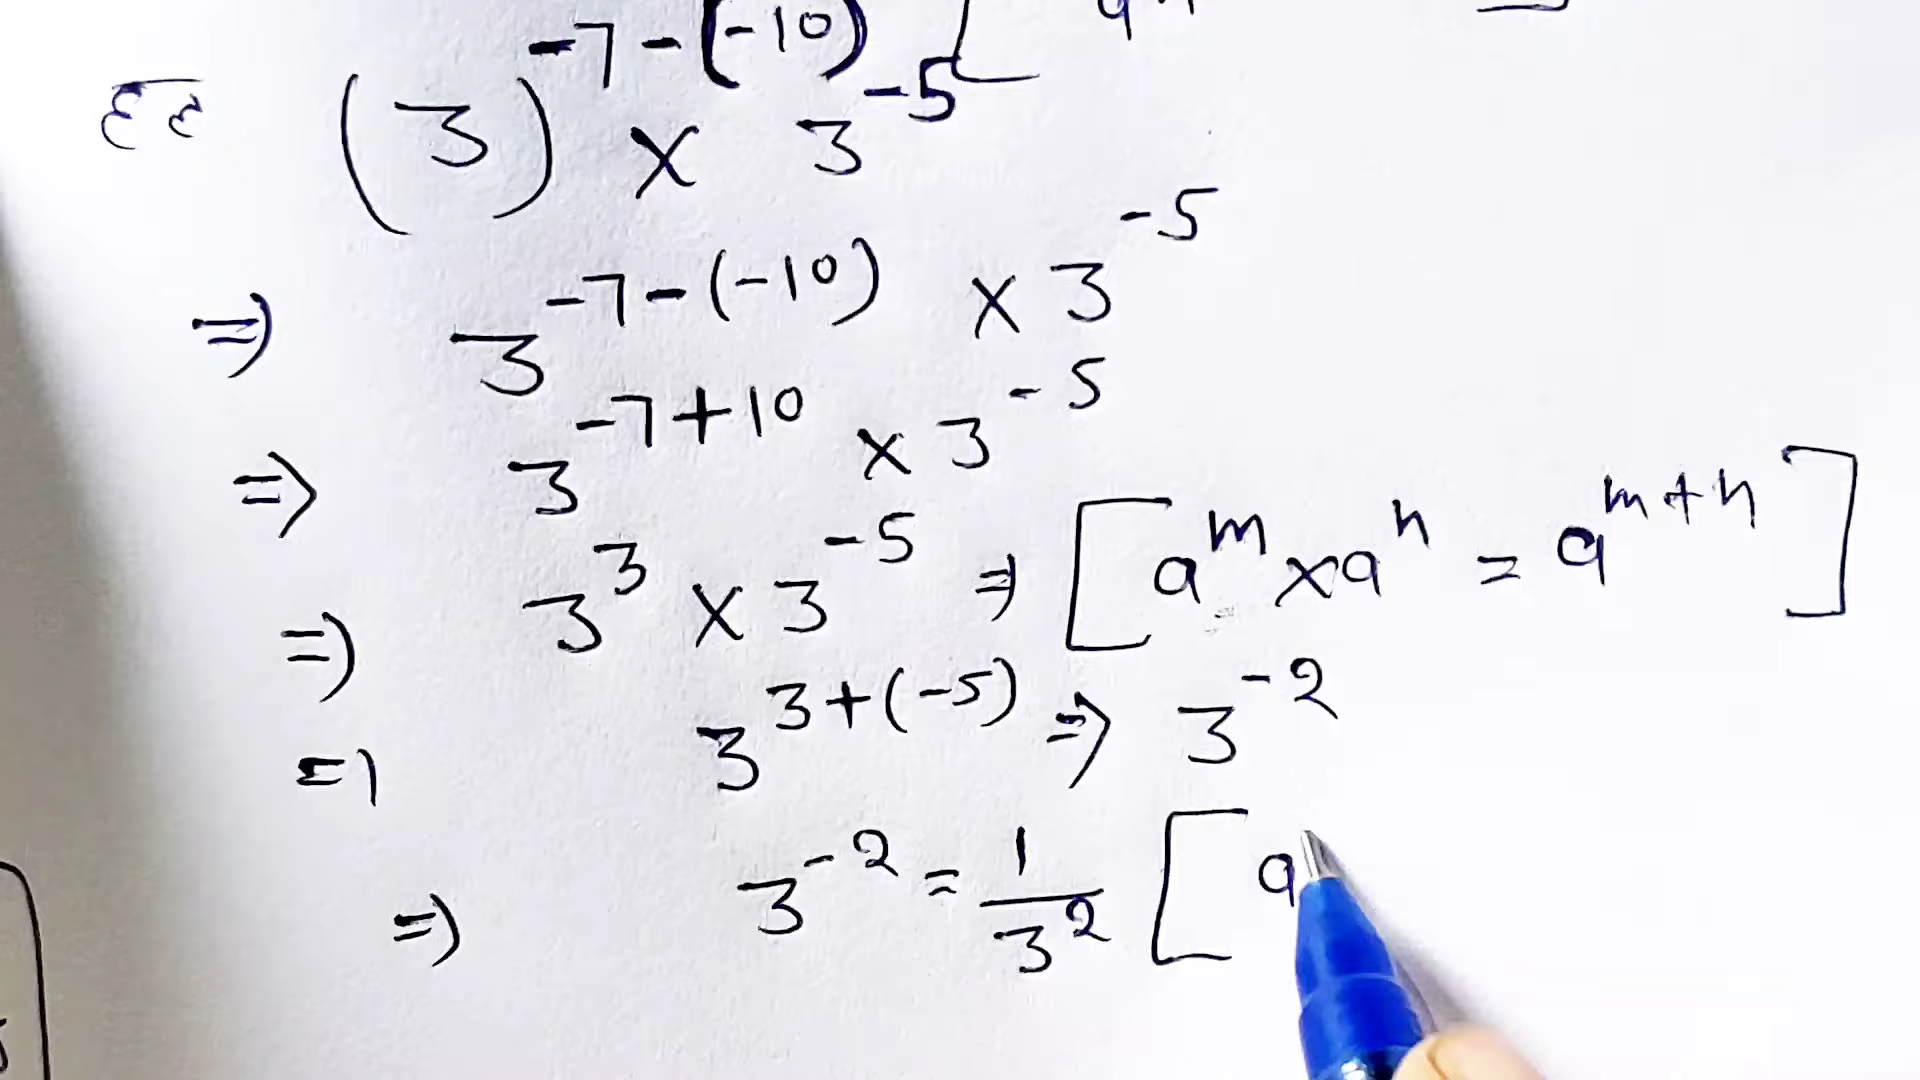 (3)^{-7-(-10)} × 3^{-5} [
⇒ 3^{-7-(-10)} × 3^{-5}
⇒ 3^{-7+10} × 3^{-5}
⇒ 3^3 × 3^{-5} ⇒ [a^m × a^n = a^{m+n}]
⇒ 3^{3+(-5)} ⇒ 3^{-2}
⇒ 3^{-2} = 1/3^2 [a